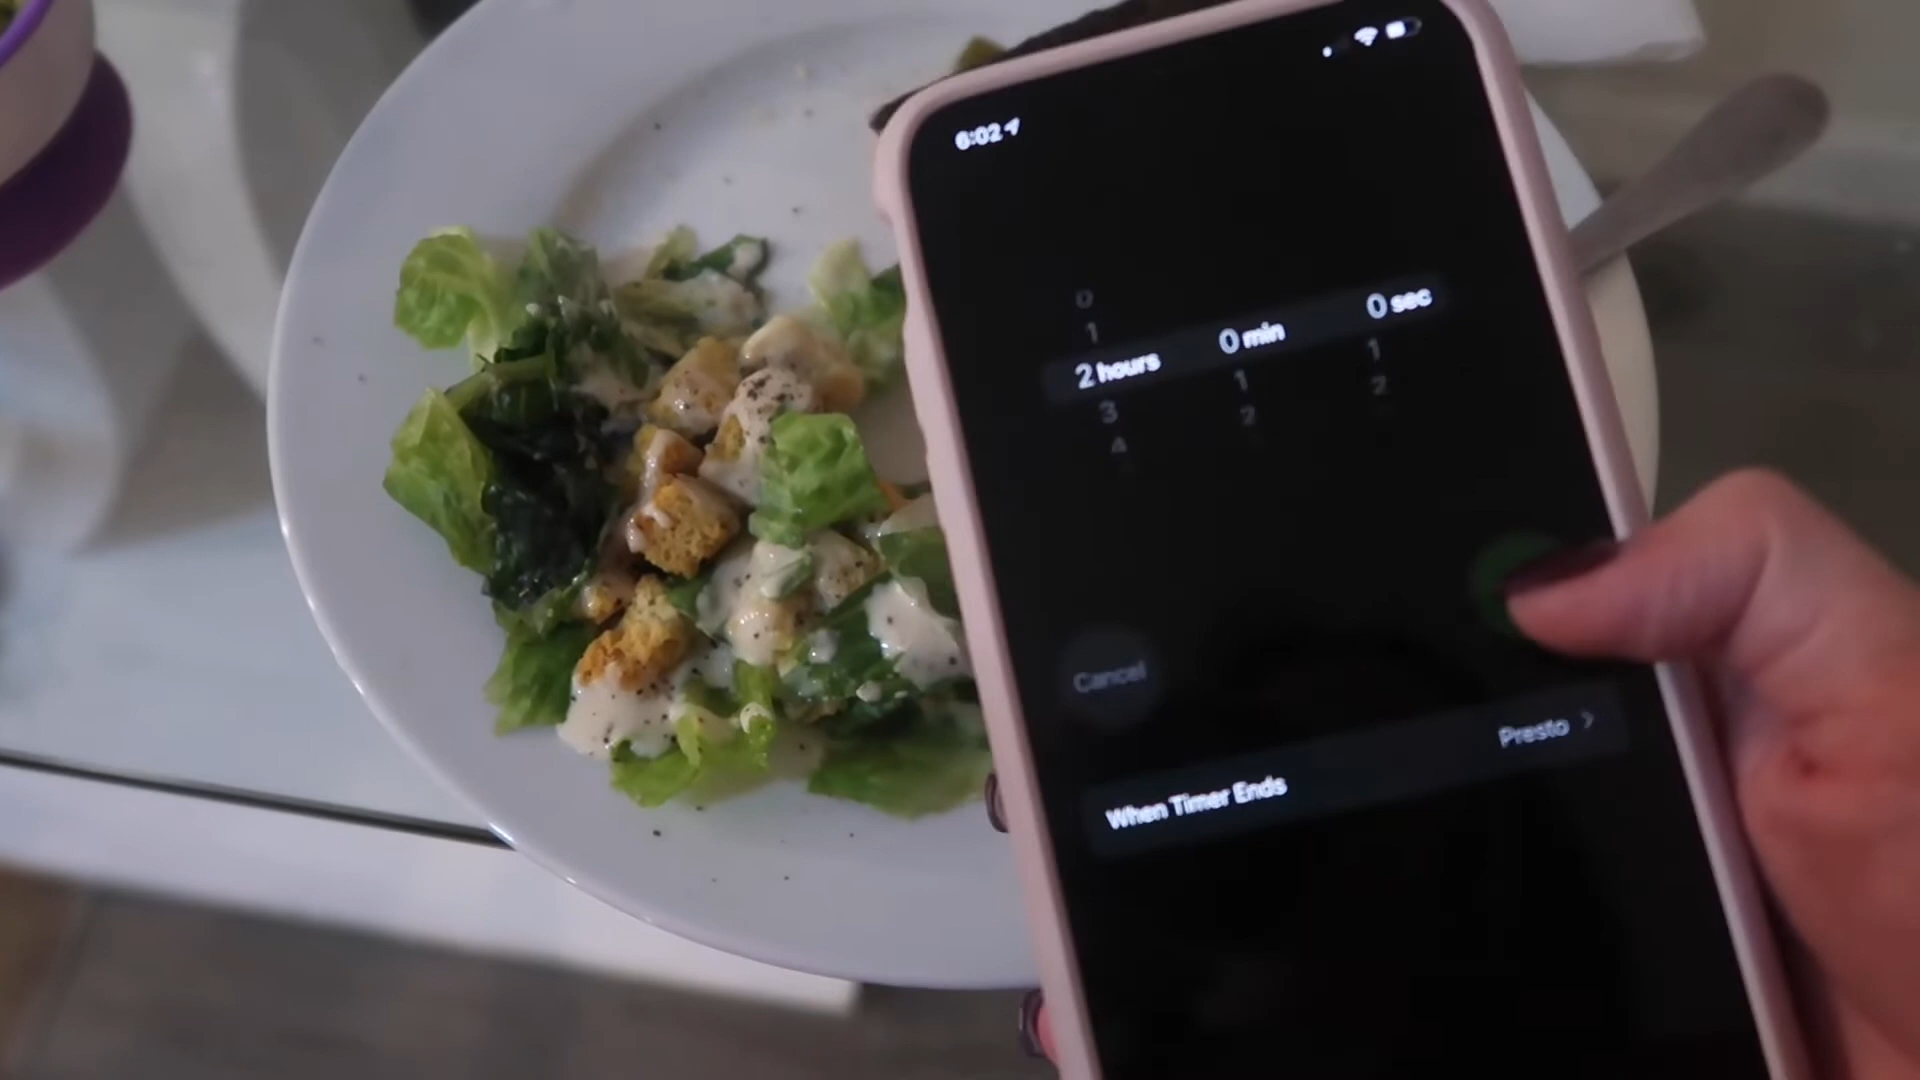 6:02
0
1
2 hours 0 min 0 sec
3 1 1
4 2 2
Cancel
When Timer Ends Presto